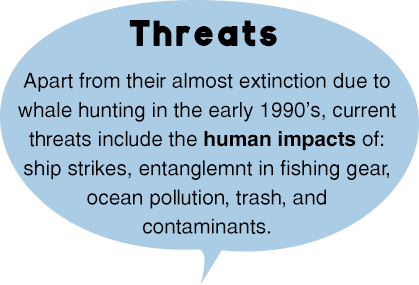 Threats
Apart from their almost extinction due to
whale hunting in the early 1990's, current
threats include the human impacts of:
ship strikes, entanglemnt in fishing gear,
ocean pollution, trash, and
contaminants.